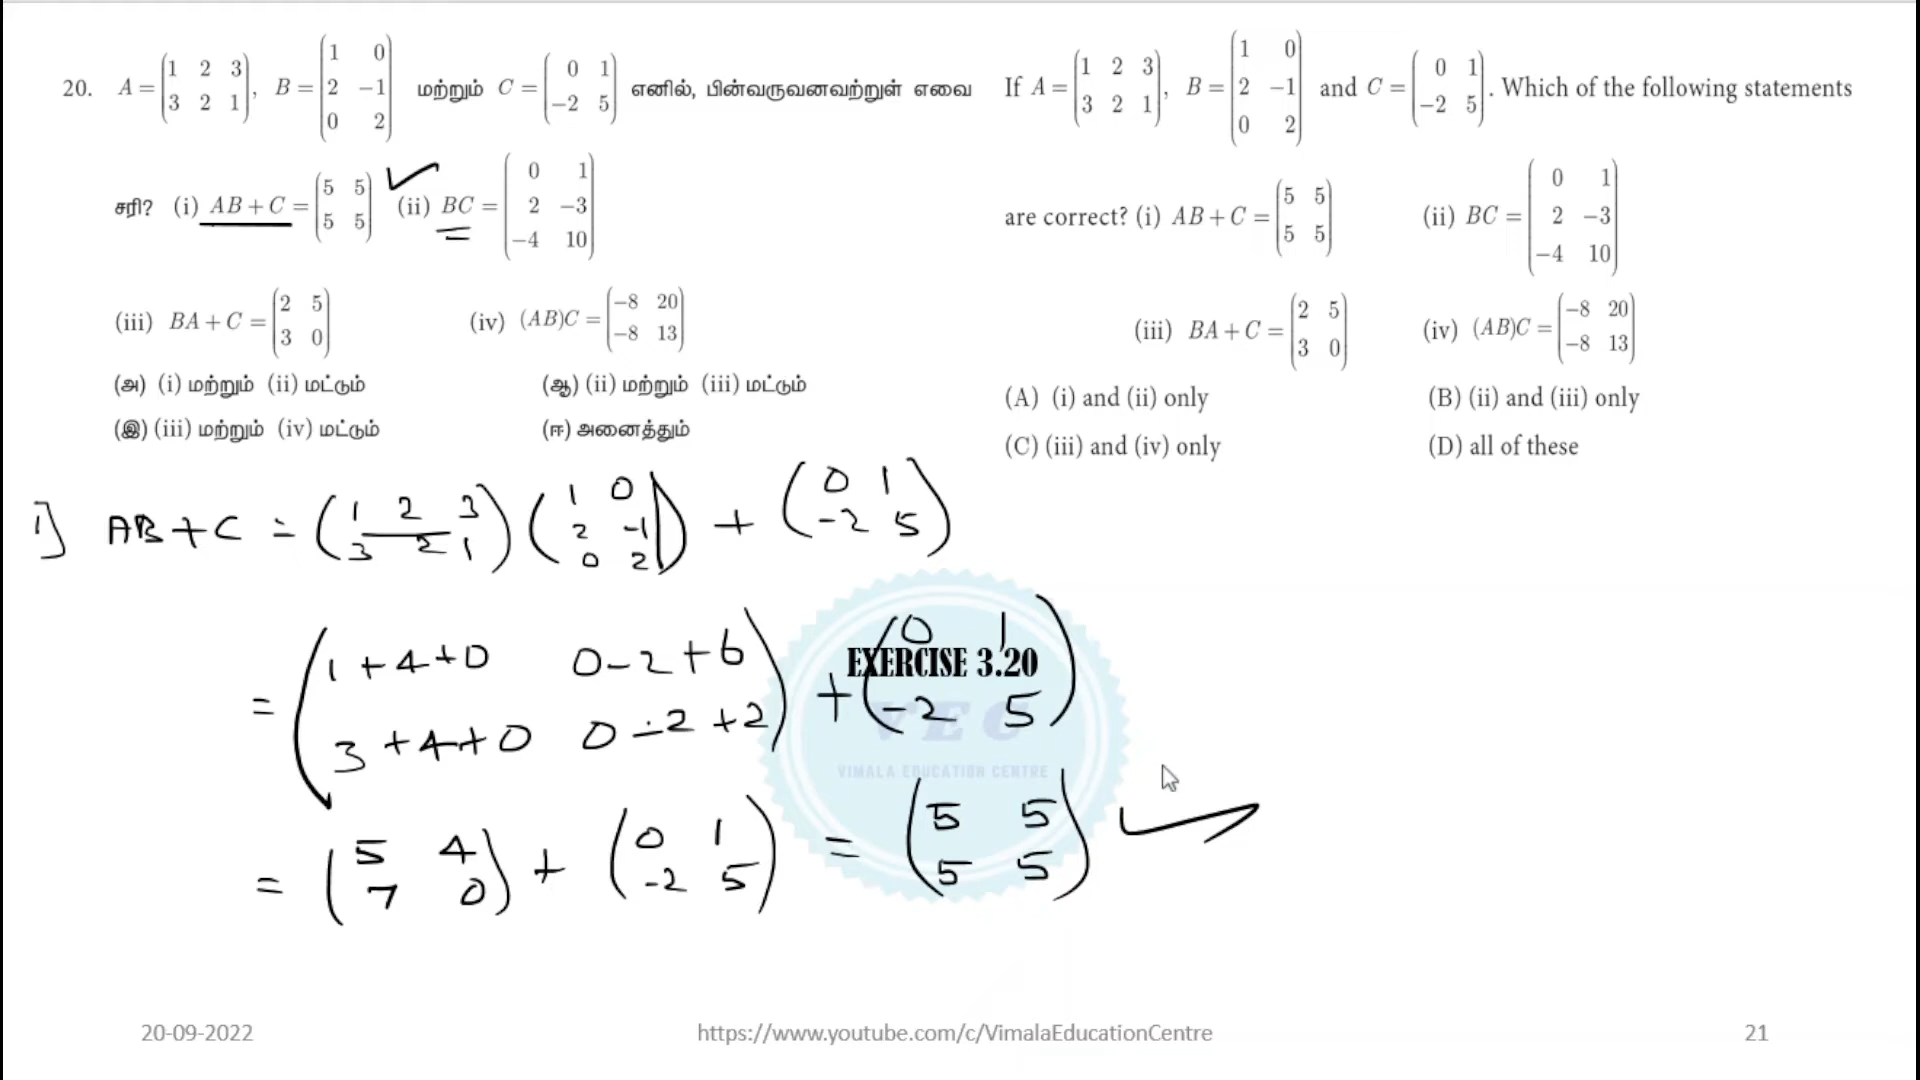 20. A = (1 2 3 / 3 2 1), B = (1 0 / 2 −1 / 0 2) மற்றும் C = (0 1 / −2 5) எனில், பின்வருவனவற்றுள் எவை
சரி? (i) AB + C = (5 5 / 5 5) ✓ (ii) BC = (0 1 / 2 −3 / −4 10)
(iii) BA + C = (2 5 / 3 0) (iv) (AB)C = (−8 20 / −8 13)
(அ) (i) மற்றும் (ii) மட்டும் (ஆ) (ii) மற்றும் (iii) மட்டும்
(இ) (iii) மற்றும் (iv) மட்டும் (ஈ) அனைத்தும்
If A = (1 2 3 / 3 2 1), B = (1 0 / 2 −1 / 0 2) and C = (0 1 / −2 5). Which of the following statements
are correct? (i) AB + C = (5 5 / 5 5) (ii) BC = (0 1 / 2 −3 / −4 10)
(iii) BA + C = (2 5 / 3 0) (iv) (AB)C = (−8 20 / −8 13)
(A) (i) and (ii) only (B) (ii) and (iii) only
(C) (iii) and (iv) only (D) all of these
i] AB + C = (1 2 3 / 3 2 1) (1 0 / 2 -1 / 0 2) + (0 1 / -2 5)
= (1+4+0 0-2+6 / 3+4+0 0-2+2) + (0 1 / -2 5)
EXERCISE 3.20
VEC
VIMALA EDUCATION CENTRE
= (5 4 / 7 0) + (0 1 / -2 5) = (5 5 / 5 5) ✓
20-09-2022 https://www.youtube.com/c/VimalaEducationCentre 21